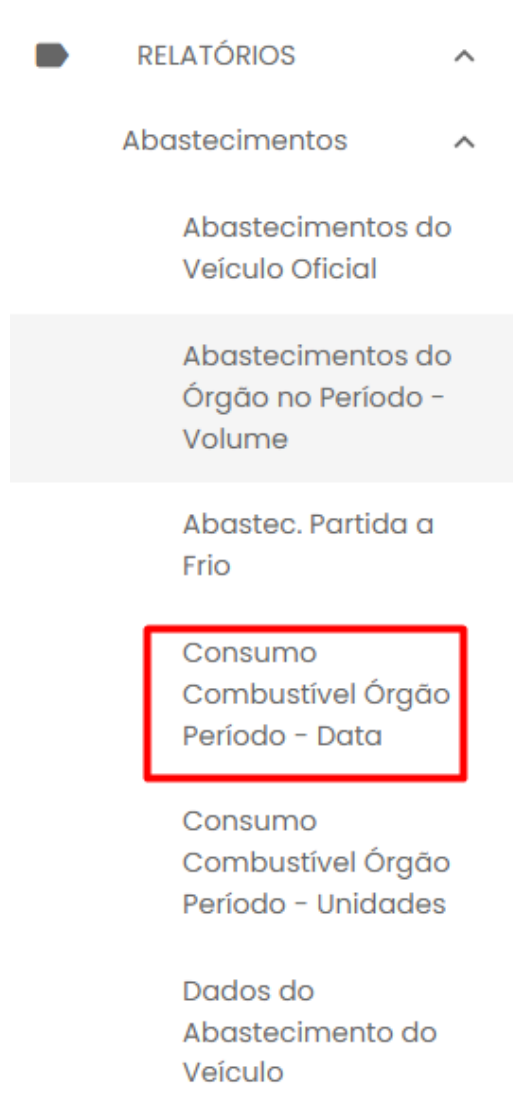 RELATÓRIOS
Abastecimentos
Abastecimentos do
Veículo Oficial
Abastecimentos do
Órgão no Período -
Volume
Abastec. Partida a
Frio
Consumo
Combustível Órgão
Período - Data
Consumo
Combustível Órgão
Período - Unidades
Dados do
Abastecimento do
Veículo